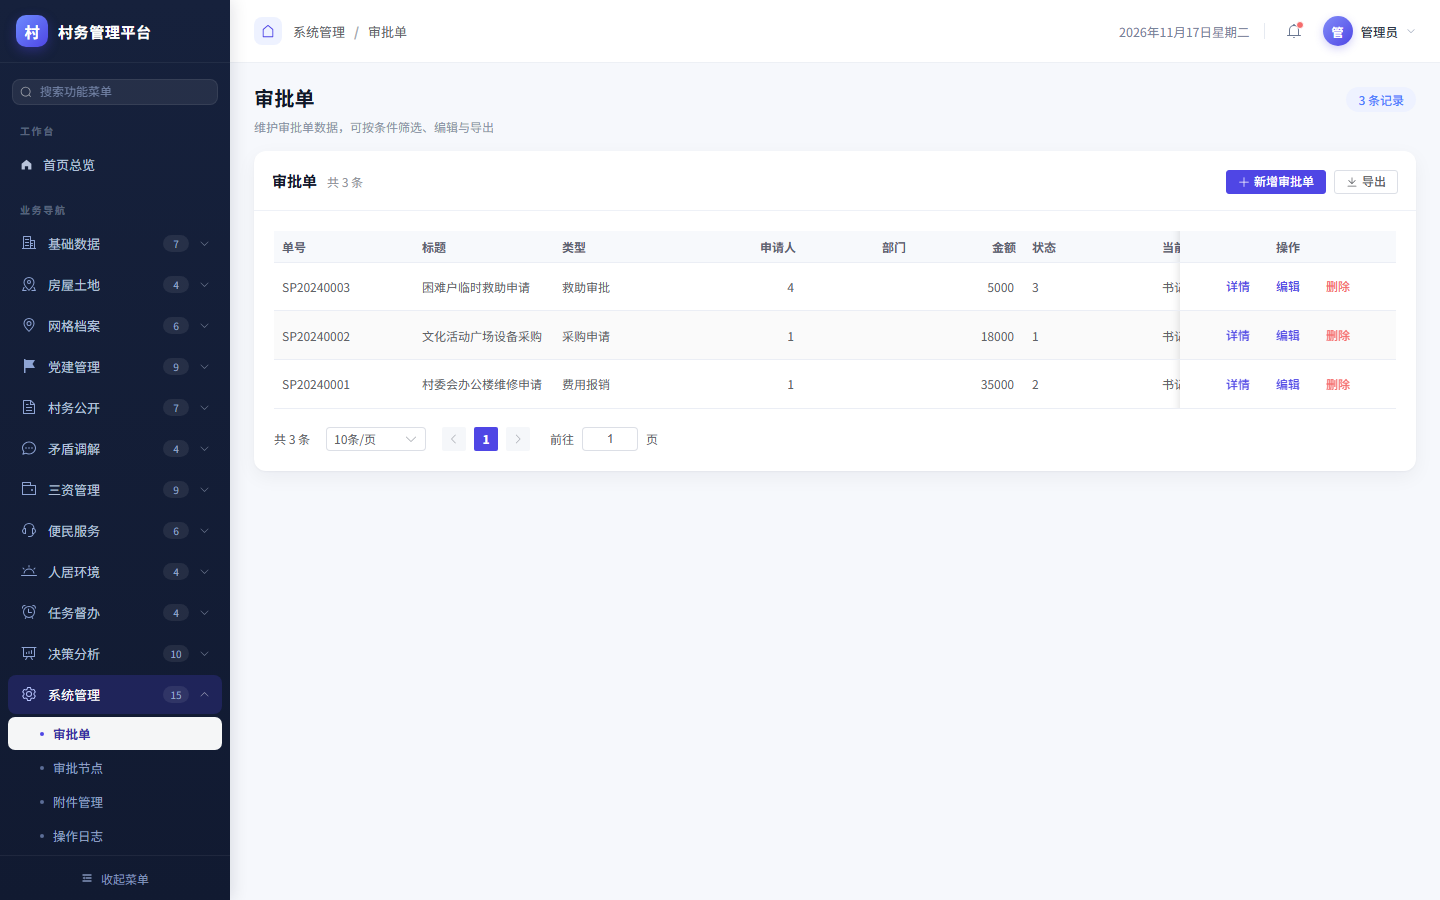 村 村务管理平台
搜索功能菜单
工作台
首页总览
业务导航
基础数据 7
房屋土地 4
网格档案 6
党建管理 9
村务公开 7
矛盾调解 4
三资管理 9
便民服务 6
人居环境 4
任务督办 4
决策分析 10
系统管理 15
审批单
审批节点
附件管理
操作日志
收起菜单
系统管理 / 审批单
2026年11月17日星期二
管 管理员
审批单
3 条记录
维护审批单数据，可按条件筛选、编辑与导出
审批单 共 3 条
新增审批单 导出
单号 标题 类型 申请人 部门 金额 状态 当前 操作
SP20240003 困难户临时救助申请 救助审批 4 5000 3 书记 详情 编辑 删除
SP20240002 文化活动广场设备采购 采购申请 1 18000 1 书记 详情 编辑 删除
SP20240001 村委会办公楼维修申请 费用报销 1 35000 2 书记 详情 编辑 删除
共 3 条 10条/页 1 前往 1 页